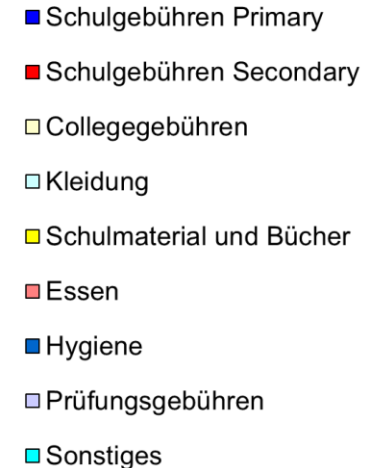 Schulgebühren Primary
Schulgebühren Secondary
Collegegebühren
Kleidung
Schulmaterial und Bücher
Essen
Hygiene
Prüfungsgebühren
Sonstiges